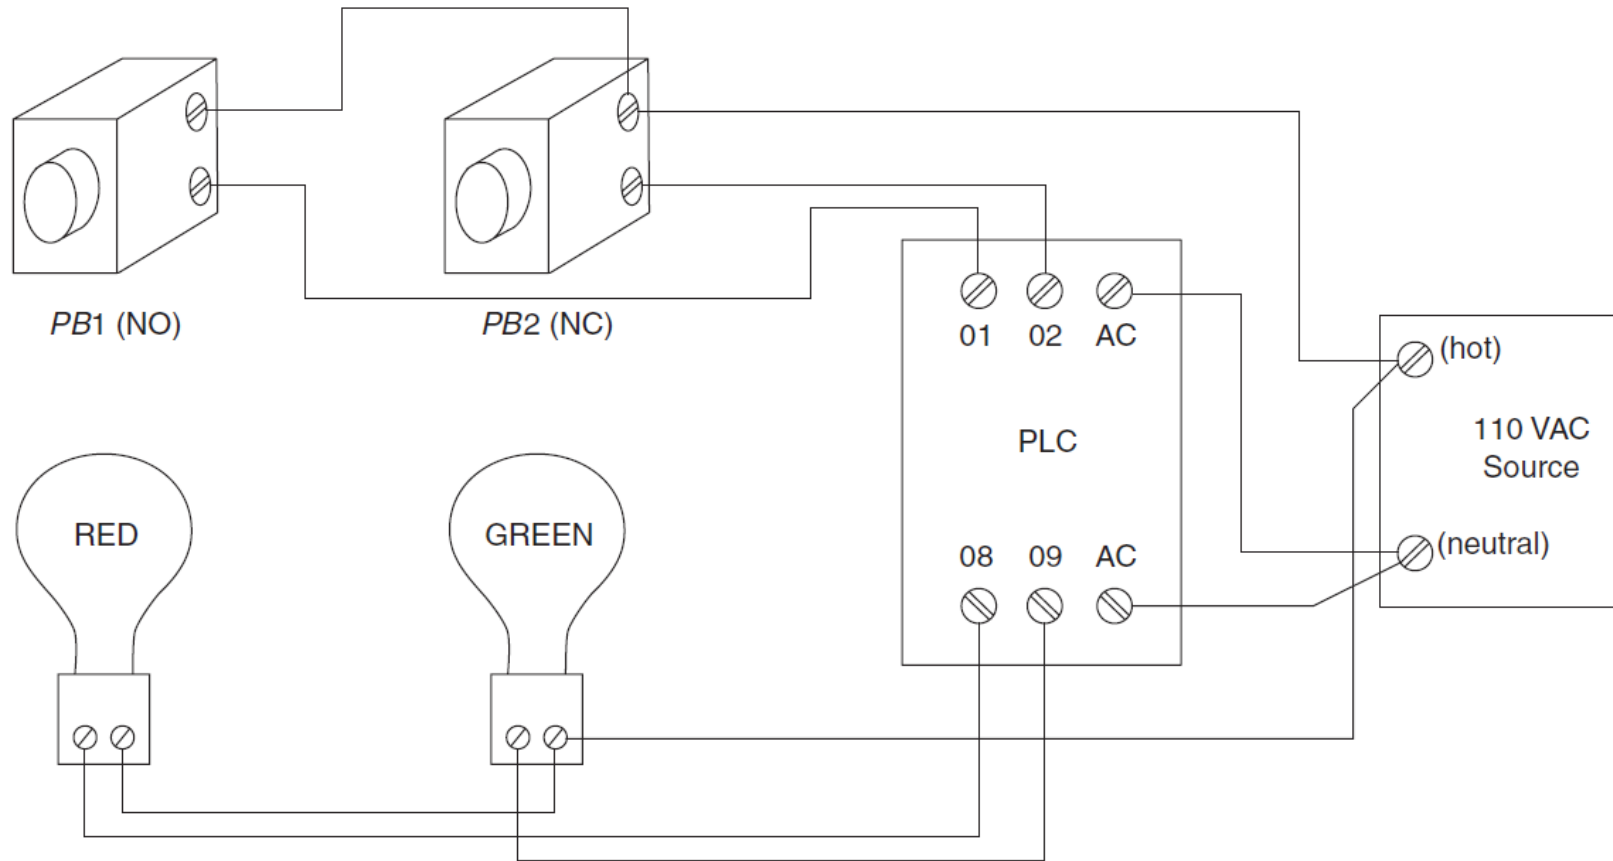 PB1 (NO)
PB2 (NC)
01 02 AC
(hot)
PLC
110 VAC
Source
RED
GREEN
(neutral)
08 09 AC